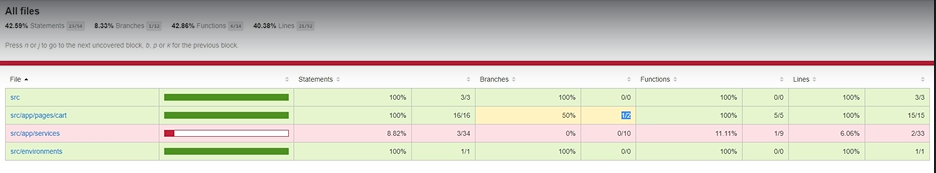 All files
42.59% Statements 23/54 8.33% Branches 1/12 42.86% Functions 6/14 40.38% Lines 21/52
Press n or j to go to the next uncovered block, b, p or k for the previous block.
File Statements Branches Functions Lines
src 100% 3/3 100% 0/0 100% 0/0 100% 3/3
src/app/pages/cart 100% 16/16 50% 1/2 100% 5/5 100% 15/15
src/app/services 8.82% 3/34 0% 0/10 11.11% 1/9 6.06% 2/33
src/environments 100% 1/1 100% 0/0 100% 0/0 100% 1/1